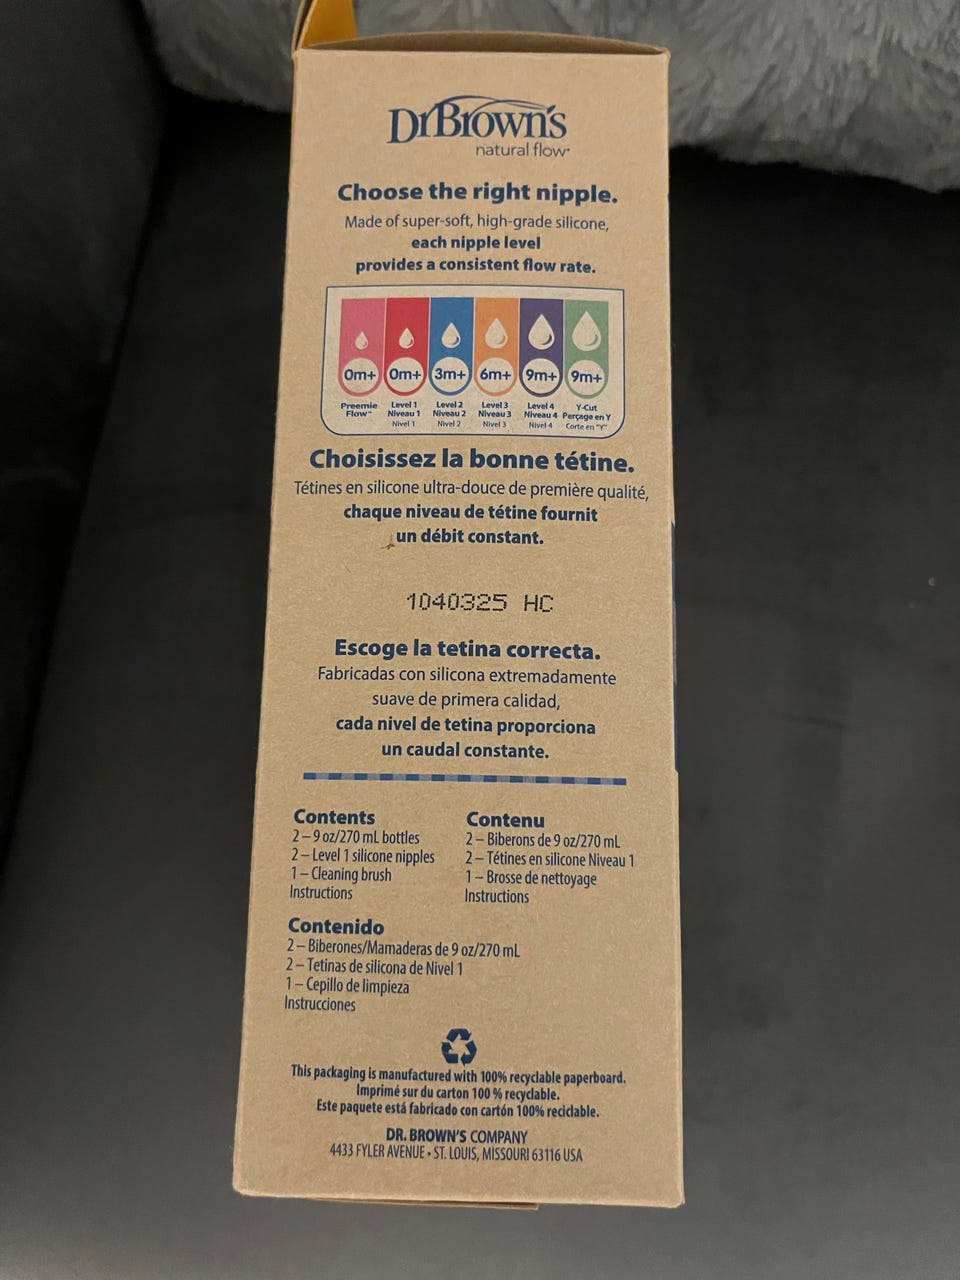 Dr Brown's
natural flow®
Choose the right nipple.
Made of super-soft, high-grade silicone,
each nipple level
provides a consistent flow rate.
0m+ 0m+ 3m+ 6m+ 9m+ 9m+
Preemie Flow™ Level 1 Niveau 1 Nivel 1 Level 2 Niveau 2 Nivel 2 Level 3 Niveau 3 Nivel 3 Level 4 Niveau 4 Nivel 4 Y-Cut Perçage en Y Corte en "Y"
Choisissez la bonne tétine.
Tétines en silicone ultra-douce de première qualité,
chaque niveau de tétine fournit
un débit constant.
1040325 HC
Escoge la tetina correcta.
Fabricadas con silicona extremadamente
suave de primera calidad,
cada nivel de tetina proporciona
un caudal constante.
Contents
2 – 9 oz/270 mL bottles
2 – Level 1 silicone nipples
1 – Cleaning brush
Instructions
Contenu
2 – Biberons de 9 oz/270 mL
2 – Tétines en silicone Niveau 1
1 – Brosse de nettoyage
Instructions
Contenido
2 – Biberones/Mamaderas de 9 oz/270 mL
2 – Tetinas de silicona de Nivel 1
1 – Cepillo de limpieza
Instrucciones
This packaging is manufactured with 100% recyclable paperboard.
Imprimé sur du carton 100 % recyclable.
Este paquete está fabricado con cartón 100% reciclable.
DR. BROWN'S COMPANY
4433 FYLER AVENUE • ST. LOUIS, MISSOURI 63116 USA